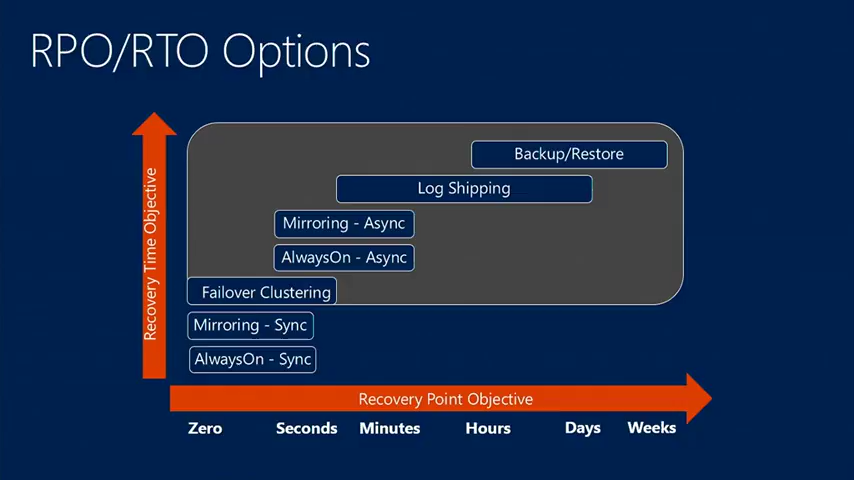 RPO/RTO Options
Recovery Time Objective
Backup/Restore
Log Shipping
Mirroring - Async
AlwaysOn - Async
Failover Clustering
Mirroring - Sync
AlwaysOn - Sync
Recovery Point Objective
Zero Seconds Minutes Hours Days Weeks